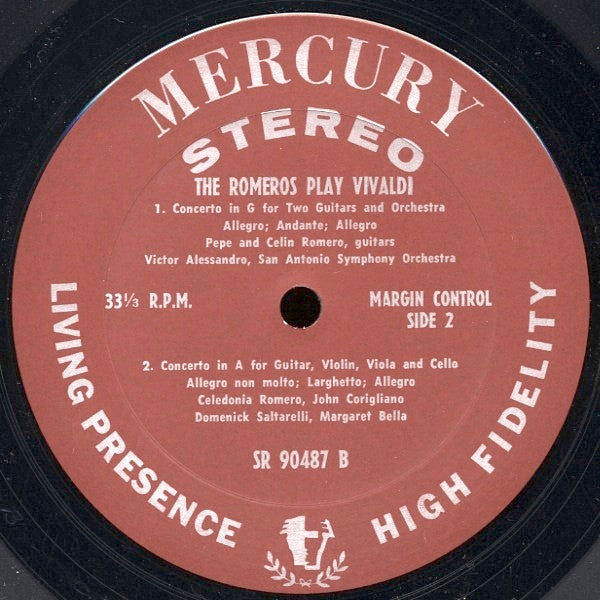 MERCURY
STEREO
THE ROMEROS PLAY VIVALDI
1. Concerto in G for Two Guitars and Orchestra
Allegro; Andante; Allegro
Pepe and Celin Romero, guitars
Victor Alessandro, San Antonio Symphony Orchestra
33⅓ R.P.M.
MARGIN CONTROL
SIDE 2
2. Concerto in A for Guitar, Violin, Viola and Cello
Allegro non molto; Larghetto; Allegro
Celedonia Romero, John Corigliano
Domenick Saltarelli, Margaret Bella
SR 90487 B
LIVING PRESENCE
HIGH FIDELITY